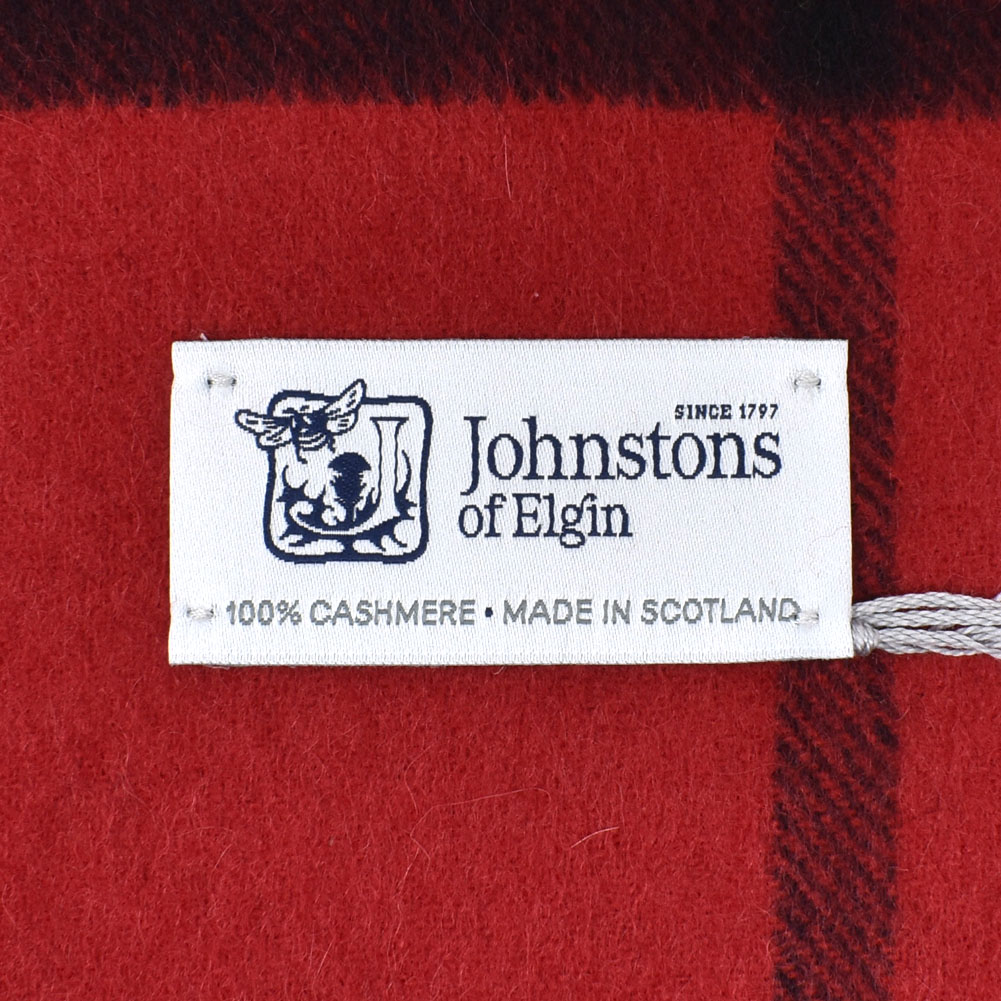 SINCE 1797
Johnstons
of Elgin
100% CASHMERE • MADE IN SCOTLAND